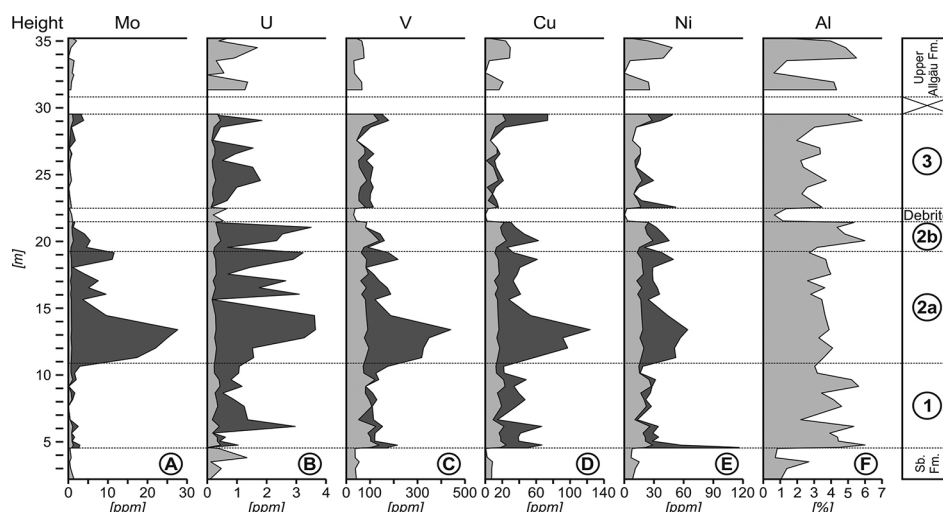 Height Mo U V Cu Ni Al
35
30
25
20
15
10
5
[m]
Upper
Allgäu Fm.
3
Debrite
2b
2a
1
Sb.
Fm.
A B C D E F
0 10 20 30 0 2 4 0 100 300 500 0 20 60 100 140 0 30 60 90 120 0 1 2 3 4 5 6 7
[ppm] [ppm] [ppm] [ppm] [ppm] [%]